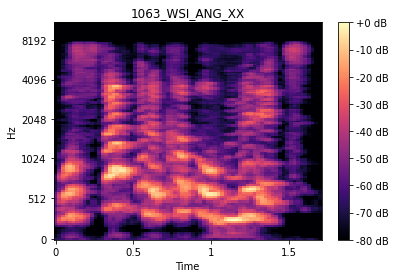 1063_WSI_ANG_XX
Hz
8192
4096
2048
1024
512
0
0
0.5
1
1.5
Time
+0 dB
-10 dB
-20 dB
-30 dB
-40 dB
-50 dB
-60 dB
-70 dB
-80 dB